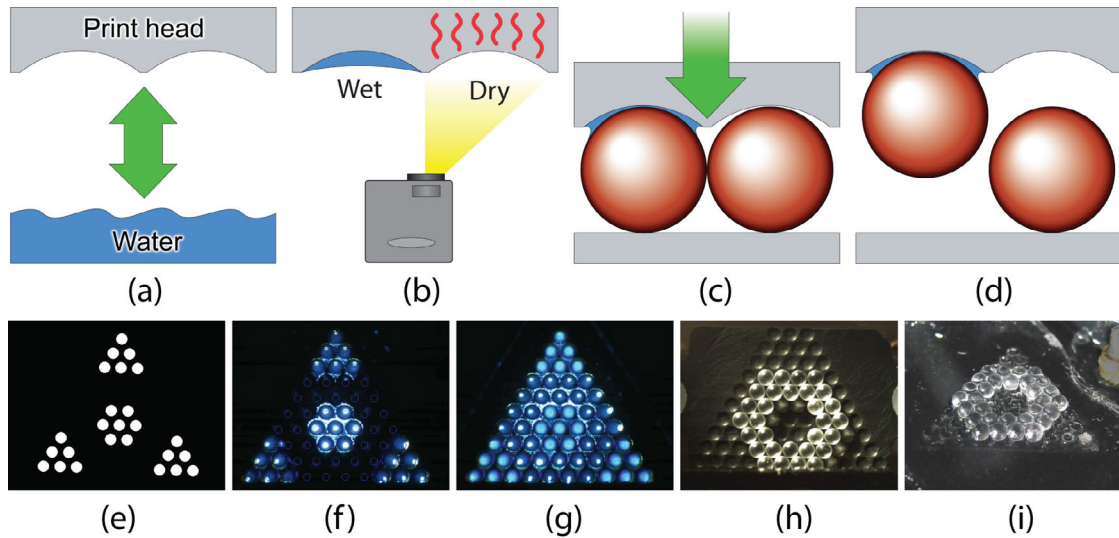 Print head
Water
(a)
Wet
Dry
(b)
(c)
(d)
(e)
(f)
(g)
(h)
(i)